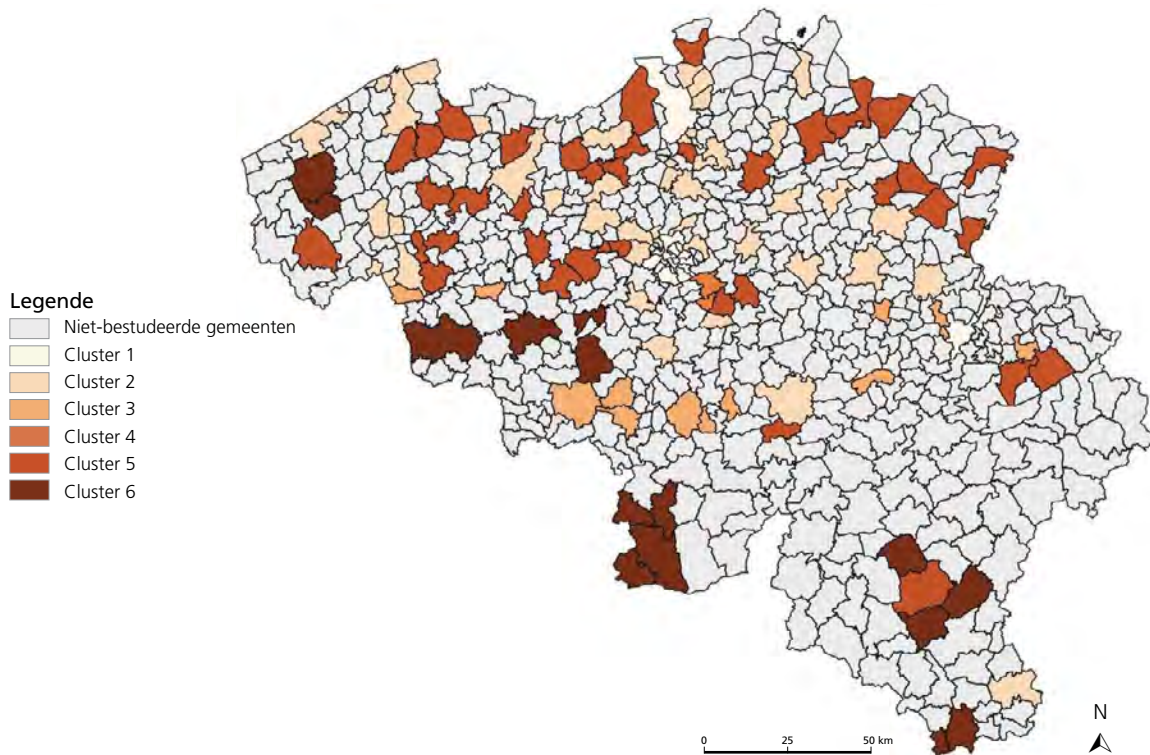 Legende
Niet-bestudeerde gemeenten
Cluster 1
Cluster 2
Cluster 3
Cluster 4
Cluster 5
Cluster 6
N
0 25 50 km